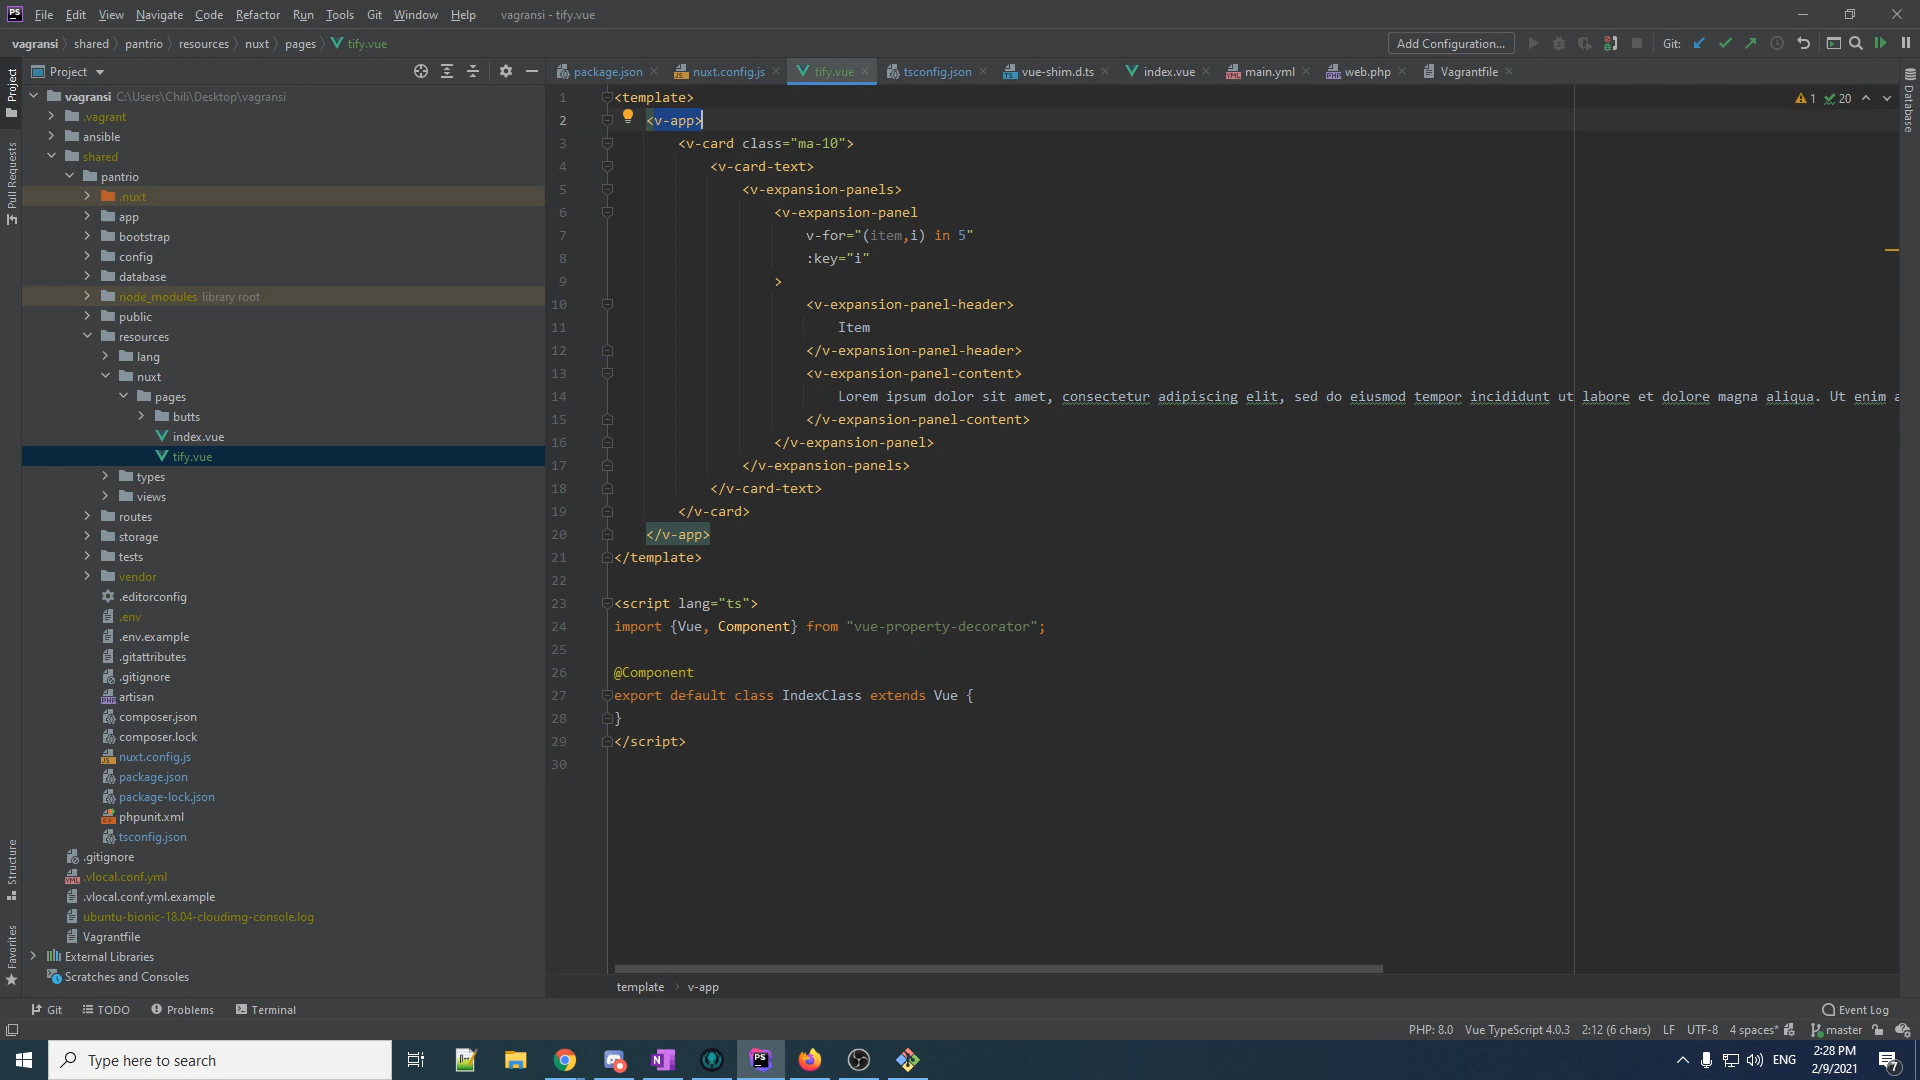 PS File Edit View Navigate Code Refactor Run Tools Git Window Help vagransi - tify.vue
vagransi shared pantrio resources nuxt pages tify.vue Add Configuration... Git:
Project package.json nuxt.config.js tify.vue tsconfig.json vue-shim.d.ts index.vue main.yml web.php Vagrantfile
Project
Pull Requests
Structure
Favorites
Database
vagransi C:\Users\Chili\Desktop\vagransi
.vagrant
ansible
shared
pantrio
.nuxt
app
bootstrap
config
database
node_modules library root
public
resources
lang
nuxt
pages
butts
index.vue
tify.vue
types
views
routes
storage
tests
vendor
.editorconfig
.env
.env.example
.gitattributes
.gitignore
artisan
composer.json
composer.lock
nuxt.config.js
package.json
package-lock.json
phpunit.xml
tsconfig.json
.gitignore
.vlocal.conf.yml
.vlocal.conf.yml.example
ubuntu-bionic-18.04-cloudimg-console.log
Vagrantfile
External Libraries
Scratches and Consoles
1 20
1 <template>
2 <v-app>
3 <v-card class="ma-10">
4 <v-card-text>
5 <v-expansion-panels>
6 <v-expansion-panel
7 v-for="(item,i) in 5"
8 :key="i"
9 >
10 <v-expansion-panel-header>
11 Item
12 </v-expansion-panel-header>
13 <v-expansion-panel-content>
14 Lorem ipsum dolor sit amet, consectetur adipiscing elit, sed do eiusmod tempor incididunt ut labore et dolore magna aliqua. Ut enim a
15 </v-expansion-panel-content>
16 </v-expansion-panel>
17 </v-expansion-panels>
18 </v-card-text>
19 </v-card>
20 </v-app>
21 </template>
22
23 <script lang="ts">
24 import {Vue, Component} from "vue-property-decorator";
25
26 @Component
27 export default class IndexClass extends Vue {
28 }
29 </script>
30
template v-app
Git TODO Problems Terminal Event Log
PHP: 8.0 Vue TypeScript 4.0.3 2:12 (6 chars) LF UTF-8 4 spaces* master
Type here to search
ENG 2:28 PM
2/9/2021
7